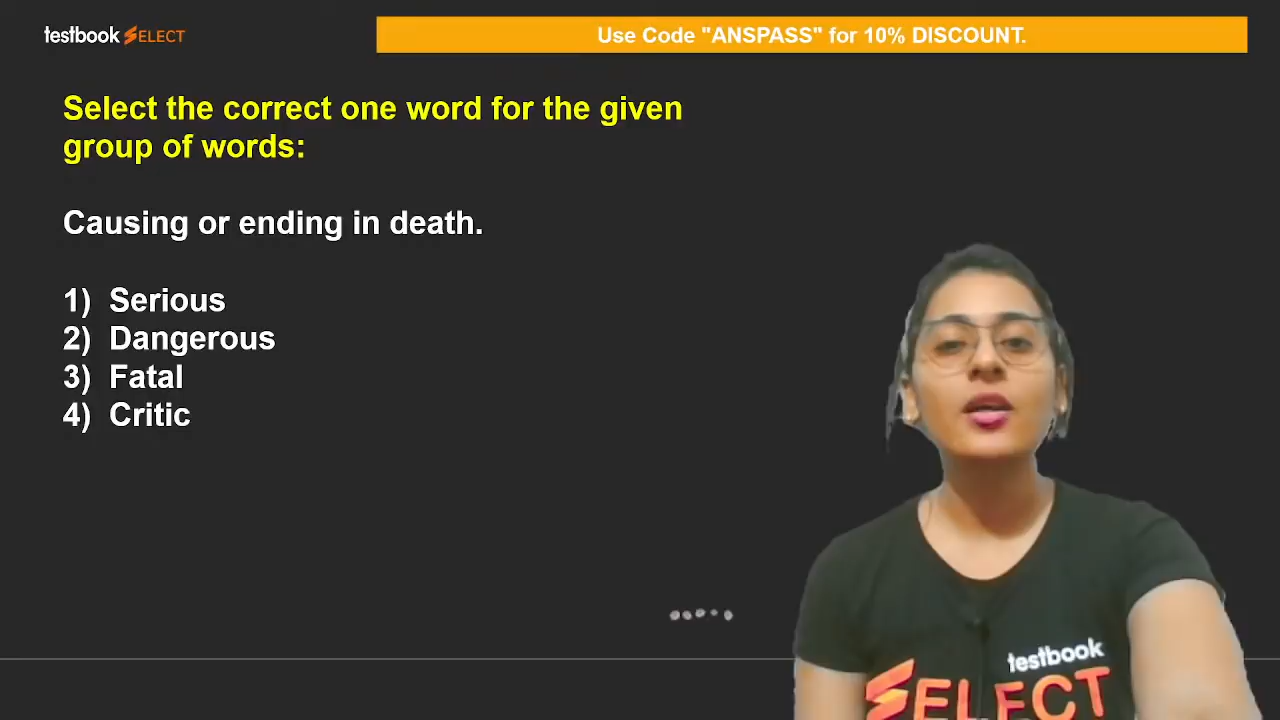 testbook SELECT
Use Code "ANSPASS" for 10% DISCOUNT.
Select the correct one word for the given
group of words:
Causing or ending in death.
1) Serious
2) Dangerous
3) Fatal
4) Critic
testbook
SELECT